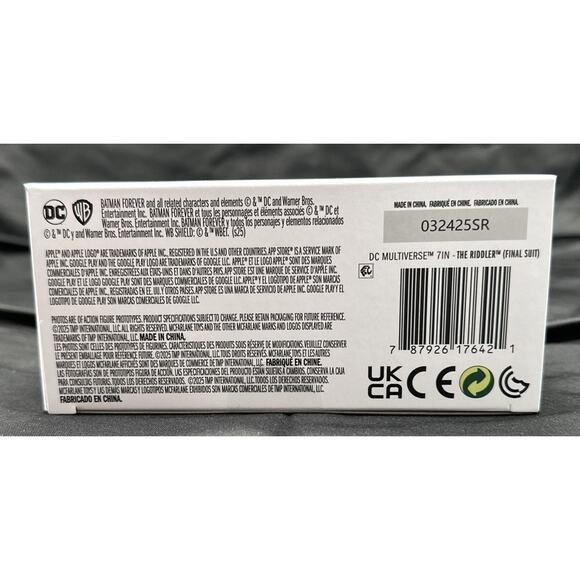 DC WB BATMAN FOREVER and all related characters and elements © & ™ DC and Warner Bros.
Entertainment Inc. BATMAN FOREVER et tous les personnages et éléments associés © & ™ DC et
Warner Bros. Entertainment Inc. BATMAN FOREVER y todos los personajes y elementos relacionados
© & ™ DC y and Warner Bros. Entertainment Inc. WB SHIELD: © & ™ WBEI. (s25)
APPLE® AND APPLE LOGO® ARE TRADEMARKS OF APPLE INC. REGISTERED IN THE U.S AND OTHER COUNTRIES. APP STORE® IS A SERVICE MARK OF
APPLE INC. GOOGLE PLAY AND THE GOOGLE PLAY LOGO ARE TRADEMARKS OF GOOGLE LLC. APPLE® ET LE LOGO APPLE® SONT DES MARQUES
COMMERCIALES D'APPLE INC. ENREGISTRÉES AUX ÉTATS-UNIS ET DANS D'AUTRES PAYS. APP STORE EST UNE MARQUE DE SERVICE D'APPLE INC.
GOOGLE PLAY ET LE LOGO GOOGLE PLAY SONT DES MARQUES COMMERCIALES DE GOOGLE LLC. APPLE® Y EL LOGO DE APPLE® SON MARCAS
COMERCIALES DE APPLE INC. REGISTRADAS EN EE. UU. Y OTROS PAÍSES. APP STORE ES UNA MARCA DE SERVICIO DE APPLE INC. GOOGLE PLAY Y EL
LOGOTIPO DE GOOGLE PLAY SON MARCAS COMERCIALES DE GOOGLE LLC.
PHOTOS ARE OF ACTION FIGURE PROTOTYPES. PRODUCT SPECIFICATIONS SUBJECT TO CHANGE. PLEASE RETAIN PACKAGING FOR FUTURE REFERENCE.
©2025 TMP INTERNATIONAL, LLC. ALL RIGHTS RESERVED. MCFARLANE TOYS AND THE OTHER MCFARLANE MARKS AND LOGOS DISPLAYED ARE
TRADEMARKS OF TMP INTERNATIONAL, LLC. MADE IN CHINA.
LES PHOTOS SONT CELLES DES PROTOTYPES DE FIGURINES. CARACTÉRISTIQUES DES PRODUITS SOUS RÉSERVE DE MODIFICATIONS. VEUILLEZ CONSERVER
LE PRÉSENT EMBALLAGE POUR RÉFÉRENCE FUTURE. ©2025 TMP INTERNATIONAL, LLC. TOUS DROITS RÉSERVÉS. MCFARLANE TOYS ET LES AUTRES MARQUES ET
LOGOS MCFARLANE AFFICHÉS SONT DES MARQUES DE COMMERCE DE TMP INTERNATIONAL, LLC. FABRIQUÉ EN CHINE.
LAS FOTOGRAFÍAS SON DE PROTOTIPOS DE FIGURA DE ACCIÓN. LAS ESPECIFICACIONES DEL PRODUCTO ESTÁN SUJETAS A CAMBIOS. CONSERVA LA CAJA
PARA CONSULTAS FUTURAS. ©2025 TMP INTERNATIONAL, LLC. TODOS LOS DERECHOS RESERVADOS. MCFARLANE TOYS Y
DEMÁS MARCAS Y LOGOTIPOS MCFARLANE EXHIBIDOS SON MARCAS COMERCIALES DE TMP INTERNATIONAL, LLC.
FABRICADO EN CHINA.
MADE IN CHINA. FABRIQUÉ EN CHINE. FABRICADO EN CHINA.
032425SR
DC MULTIVERSE™ 7IN - THE RIDDLER™ (FINAL SUIT)
7 87926 17642 1
UK CA CE